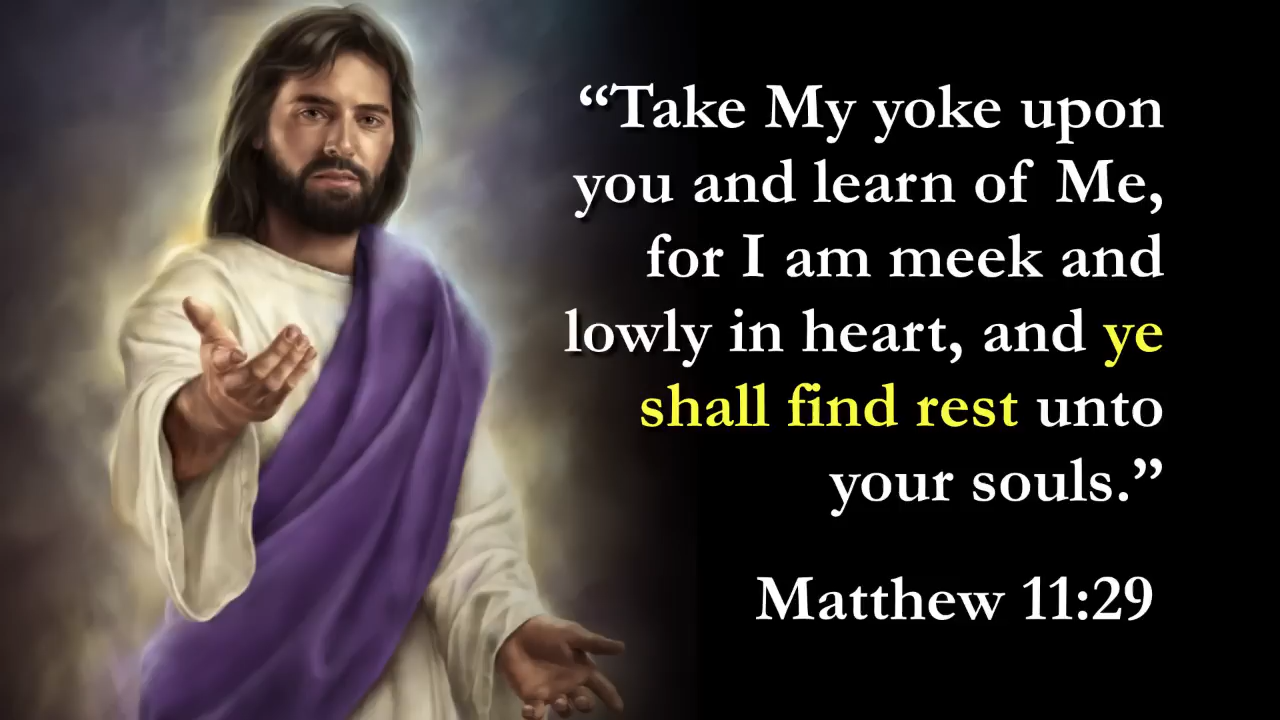 “Take My yoke upon
you and learn of Me,
for I am meek and
lowly in heart, and ye
shall find rest unto
your souls.”
Matthew 11:29